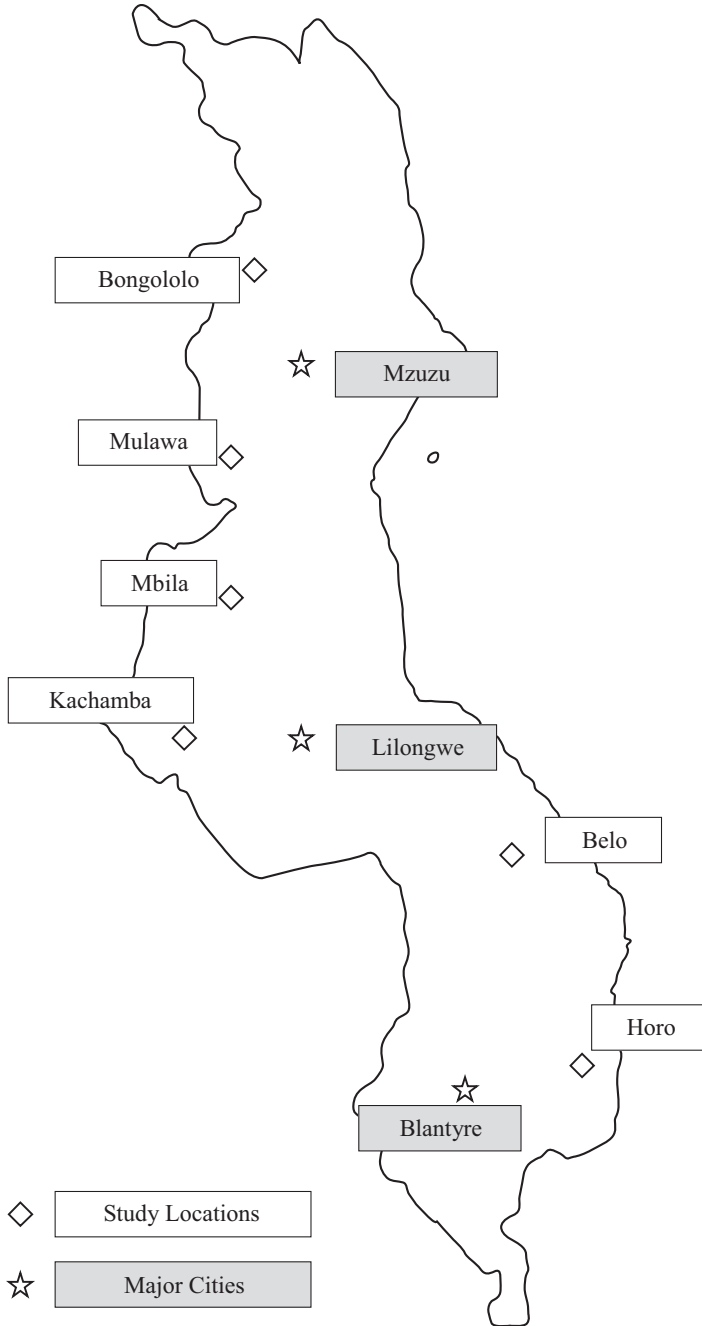 Bongololo
Mzuzu
Mulawa
Mbila
Kachamba
Lilongwe
Belo
Horo
Blantyre
Study Locations
Major Cities